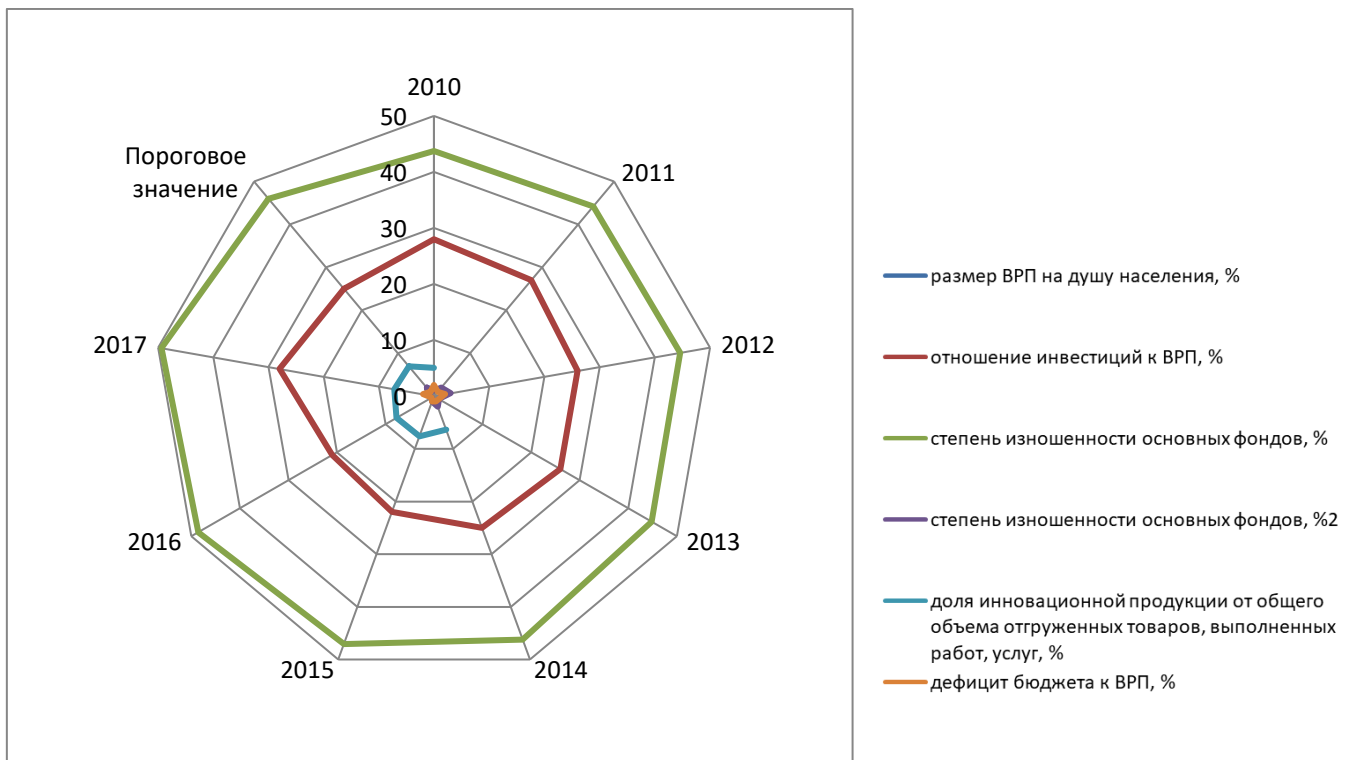 2010
50
Пороговое
значение
40
2011
30
20
10
2017
0
2012
2016
2013
2015
2014
размер ВРП на душу населения, %
отношение инвестиций к ВРП, %
степень изношенности основных фондов, %
степень изношенности основных фондов, %2
доля инновационной продукции от общего
объема отгруженных товаров, выполненных
работ, услуг, %
дефицит бюджета к ВРП, %